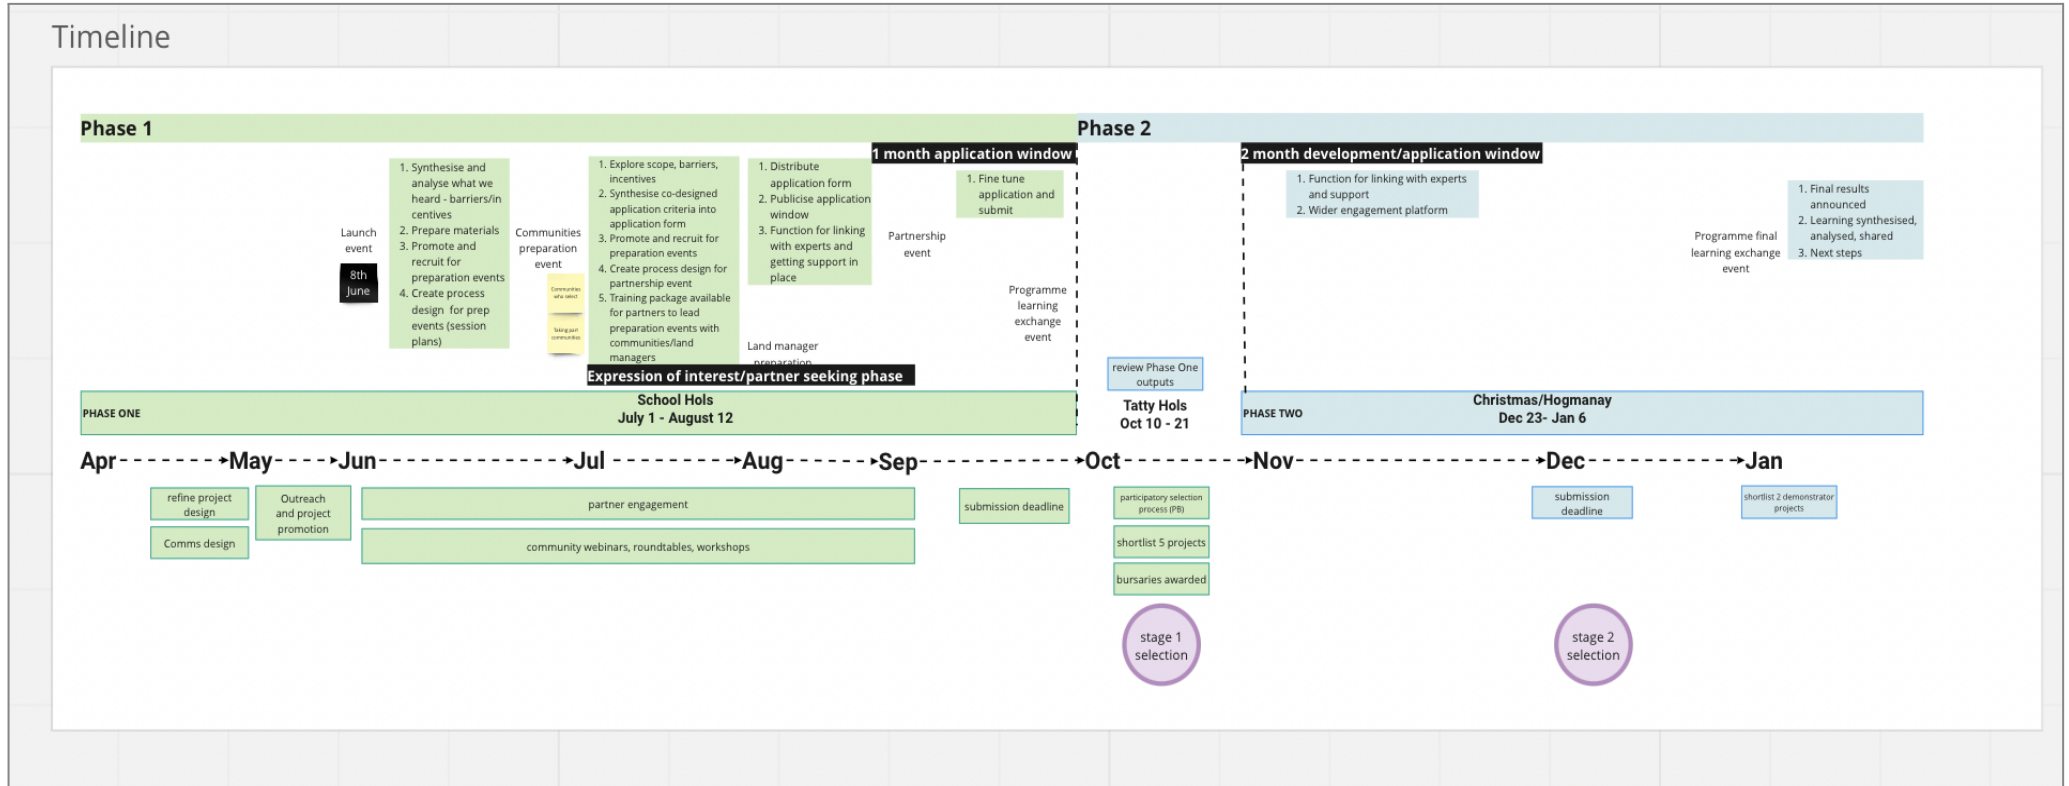 Timeline
Phase 1
Phase 2
1 month application window
2 month development/application window
Launch
event
8th
June
1. Synthesise and
analyse what we
heard - barriers/in
centives
2. Prepare materials
3. Promote and
recruit for
preparation events
4. Create process
design for prep
events (session
plans)
Communities
preparation
event
Communities
who select
Taking part
communities
1. Explore scope, barriers,
incentives
2. Synthesise co-designed
application criteria into
application form
3. Promote and recruit for
preparation events
4. Create process design for
partnership event
5. Training package available
for partners to lead
preparation events with
communities/land
managers
1. Distribute
application form
2. Publicise application
window
3. Function for linking
with experts and
getting support in
place
Land manager
preparation
Partnership
event
1. Fine tune
application and
submit
Programme
learning
exchange
event
1. Function for linking with experts
and support
2. Wider engagement platform
Programme final
learning exchange
event
1. Final results
announced
2. Learning synthesised,
analysed, shared
3. Next steps
Expression of interest/partner seeking phase
review Phase One
outputs
PHASE ONE
School Hols
July 1 - August 12
Tatty Hols
Oct 10 - 21
PHASE TWO
Christmas/Hogmanay
Dec 23- Jan 6
Apr May Jun Jul Aug Sep Oct Nov Dec Jan
refine project
design
Comms design
Outreach
and project
promotion
partner engagement
community webinars, roundtables, workshops
submission deadline
participatory selection
process (PB)
shortlist 5 projects
bursaries awarded
stage 1
selection
submission
deadline
stage 2
selection
shortlist 2 demonstrator
projects